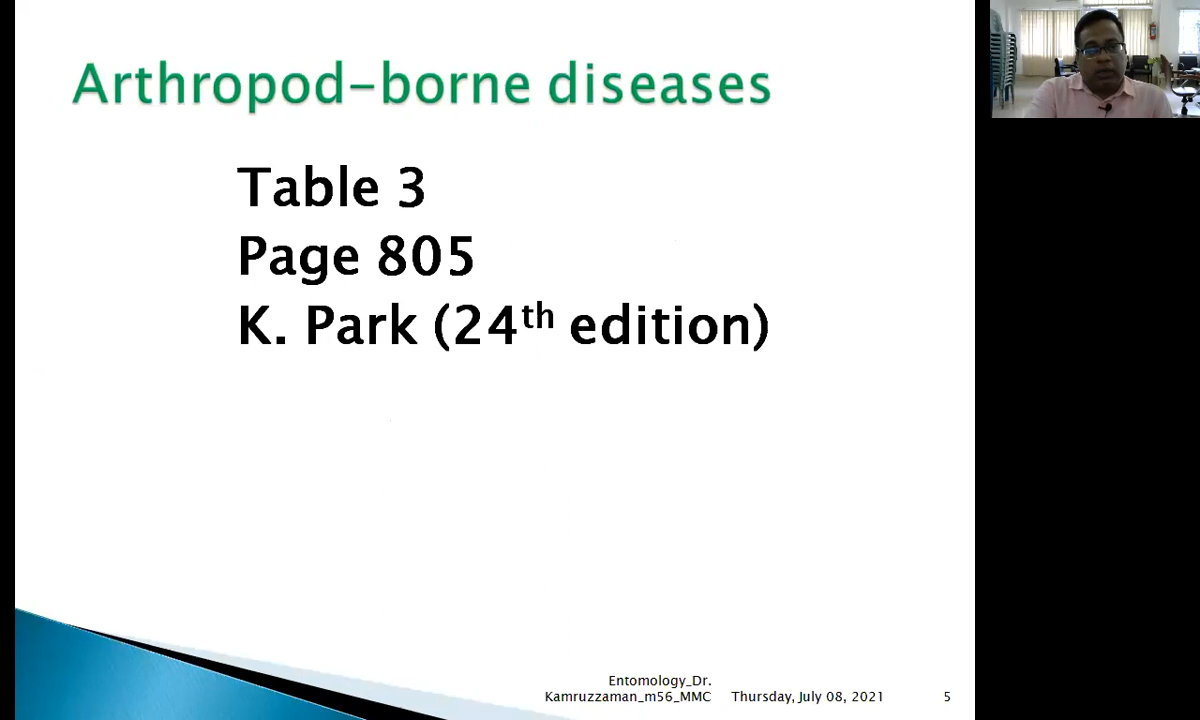 Arthropod-borne diseases
Table 3
Page 805
K. Park (24th edition)
Entomology_Dr.
Kamruzzaman_m56_MMC Thursday, July 08, 2021 5